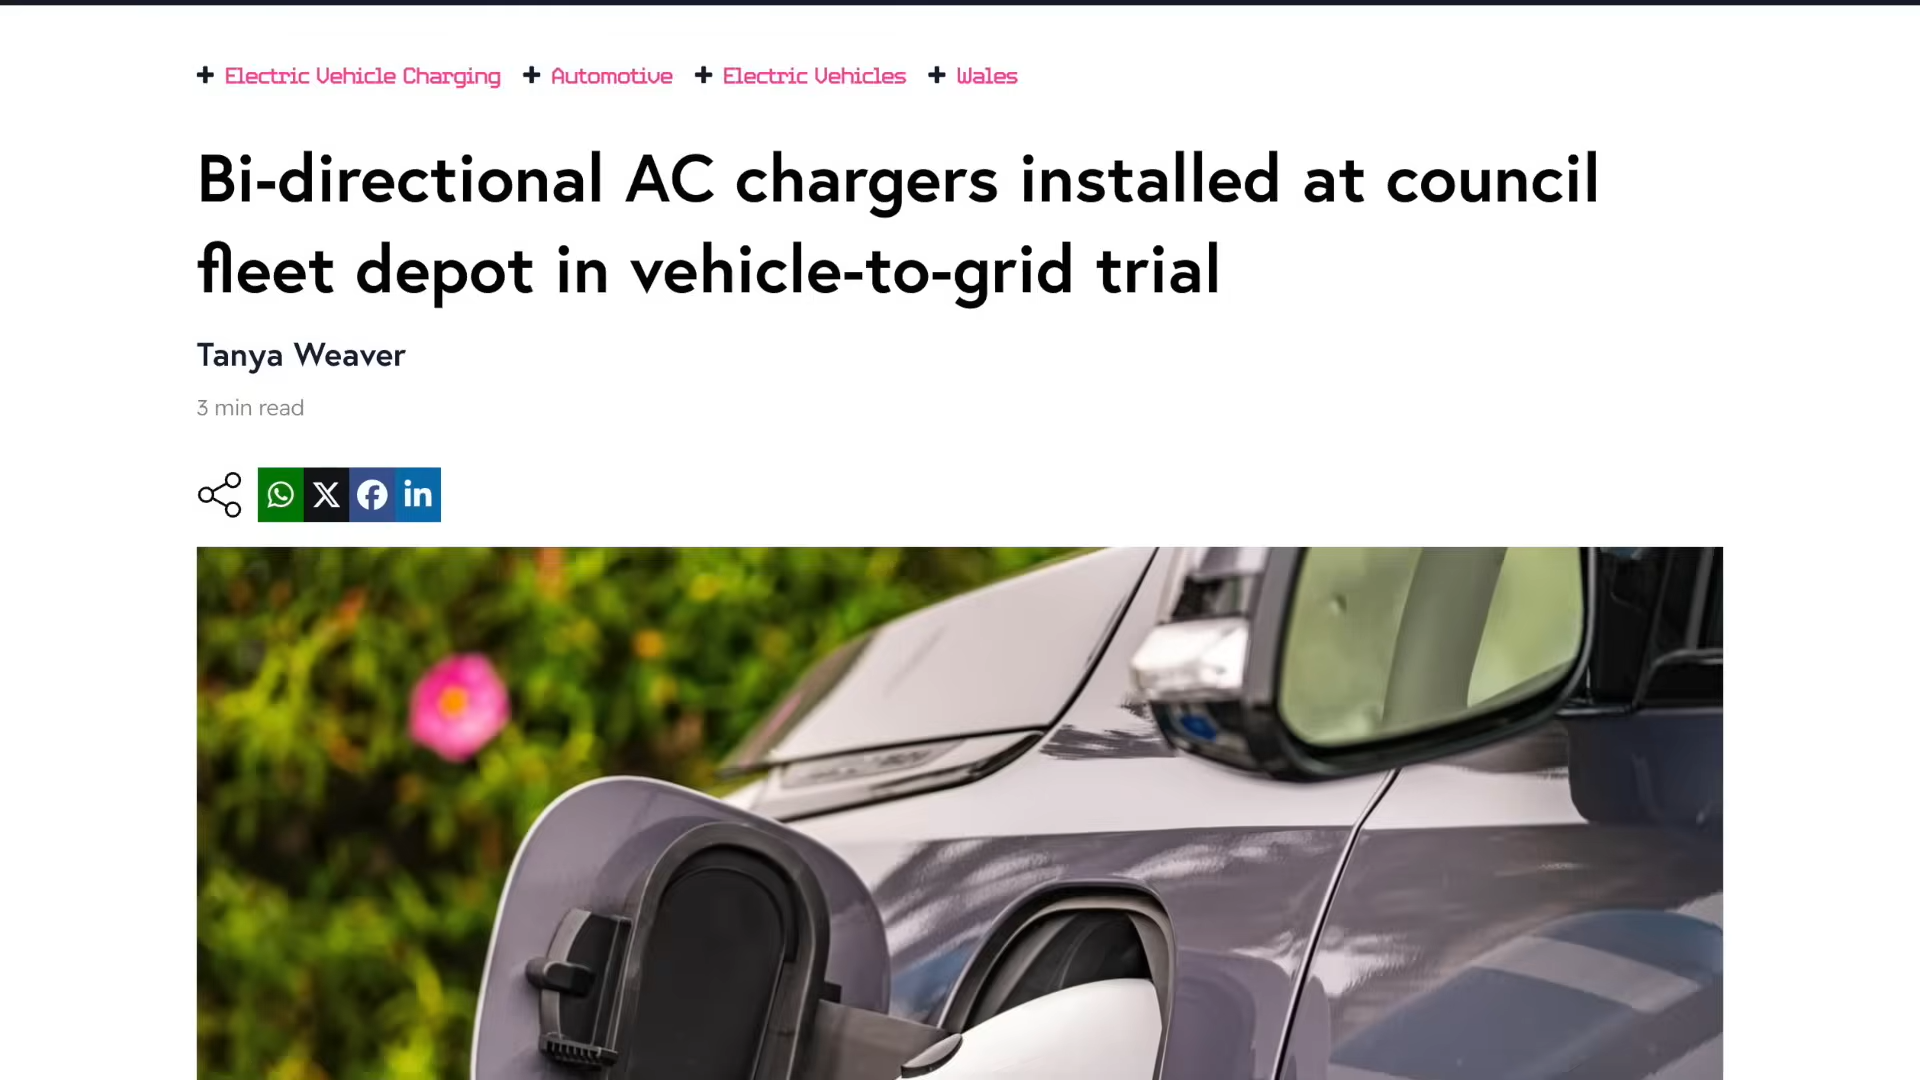 + Electric Vehicle Charging + Automotive + Electric Vehicles + Wales
Bi-directional AC chargers installed at council
fleet depot in vehicle-to-grid trial
Tanya Weaver
3 min read
in